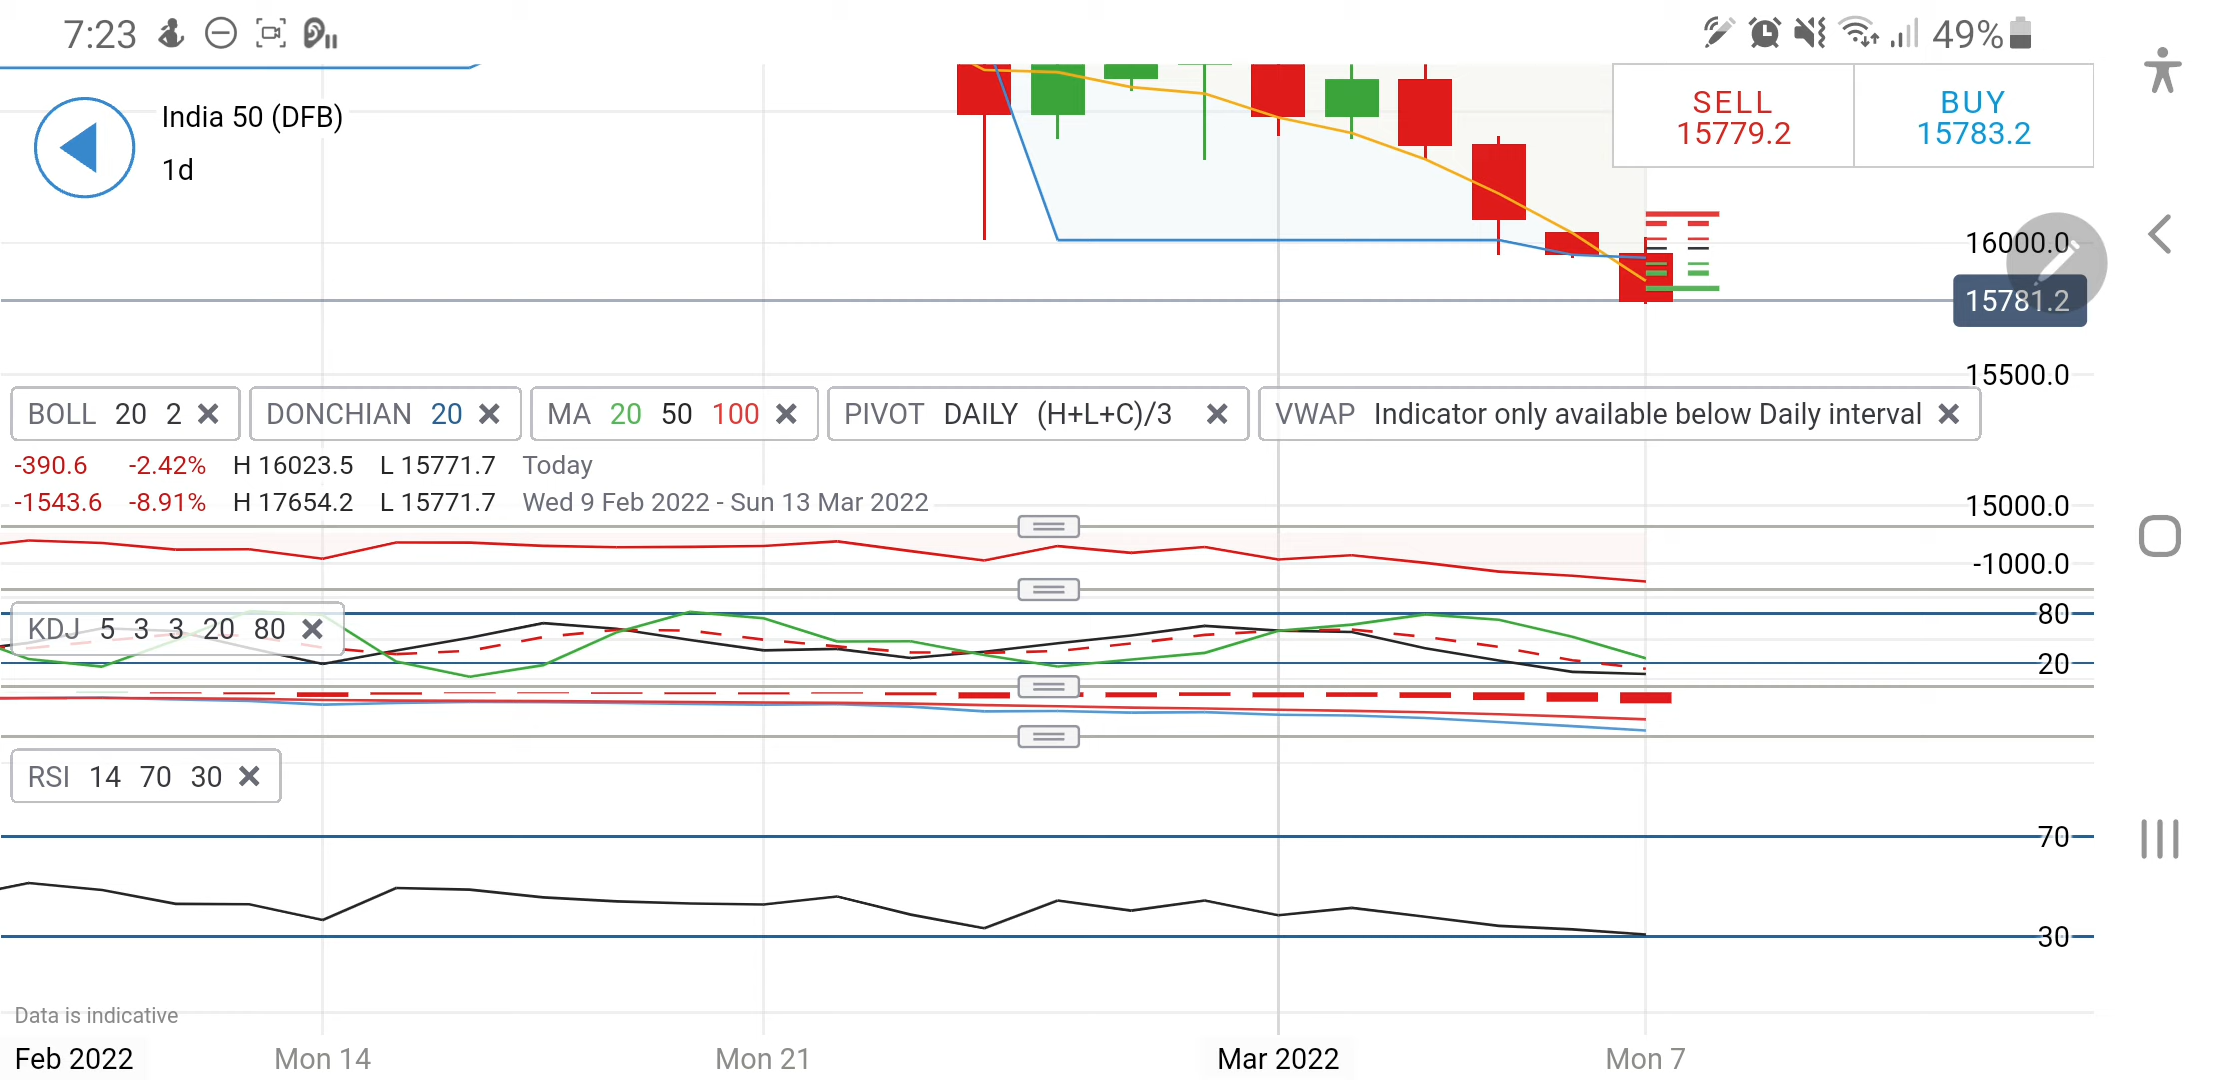 7:23
49%
India 50 (DFB)
1d
SELL
15779.2
BUY
15783.2
16000.0
15781.2
15500.0
BOLL 20 2
DONCHIAN 20
MA 20 50 100
PIVOT DAILY (H+L+C)/3
VWAP Indicator only available below Daily interval
-390.6 -2.42% H 16023.5 L 15771.7 Today
-1543.6 -8.91% H 17654.2 L 15771.7 Wed 9 Feb 2022 - Sun 13 Mar 2022
15000.0
-1000.0
KDJ 5 3 3 20 80
80
20
RSI 14 70 30
70
30
Data is indicative
Feb 2022 Mon 14 Mon 21 Mar 2022 Mon 7